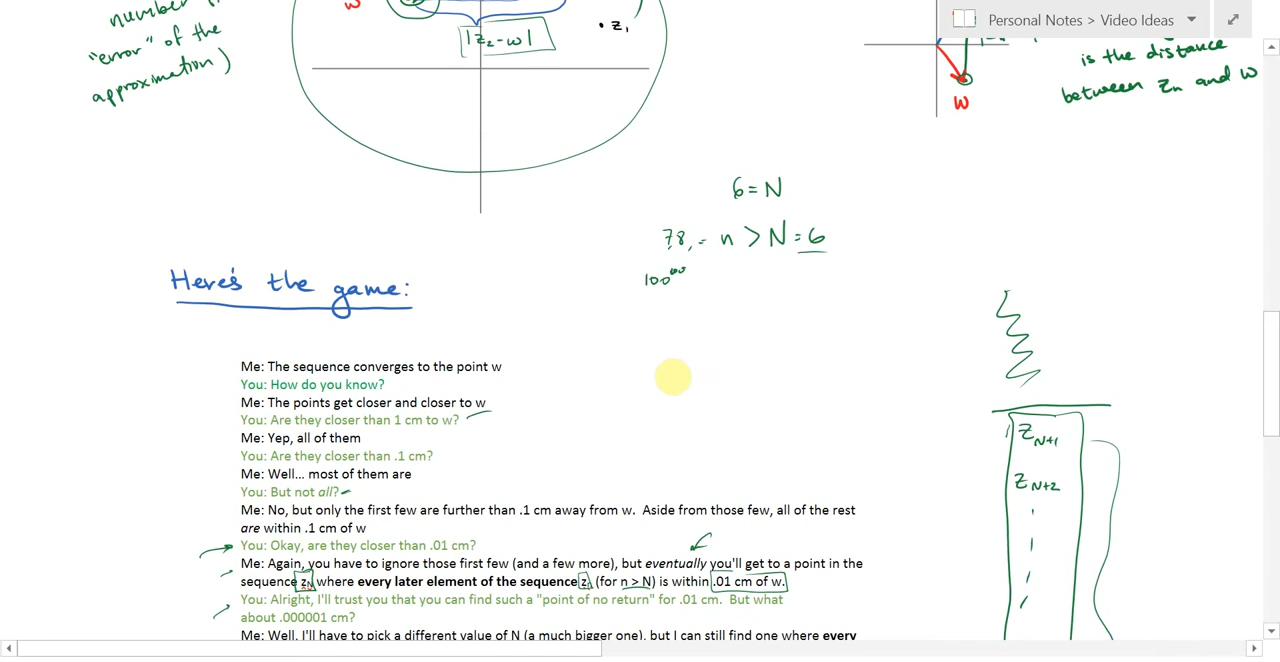 number
"error" of the
approximation)
w
|z₂-w|
z₁
Personal Notes > Video Ideas
is the distance
between zₙ and w
w
6 = N
7,8, = n > N = 6
100⁰⁰
Here's the game:
Me: The sequence converges to the point w
You: How do you know?
Me: The points get closer and closer to w
You: Are they closer than 1 cm to w?
Me: Yep, all of them
You: Are they closer than .1 cm?
Me: Well... most of them are
You: But not all?
Me: No, but only the first few are further than .1 cm away from w. Aside from those few, all of the rest
are within .1 cm of w
You: Okay, are they closer than .01 cm?
Me: Again, you have to ignore those first few (and a few more), but eventually you'll get to a point in the
sequence z_N where every later element of the sequence zₙ (for n > N) is within .01 cm of w.
You: Alright, I'll trust you that you can find such a "point of no return" for .01 cm. But what
about .000001 cm?
Me: Well, I'll have to pick a different value of N (a much bigger one), but I can still find one where every
z_N+1
z_N+2